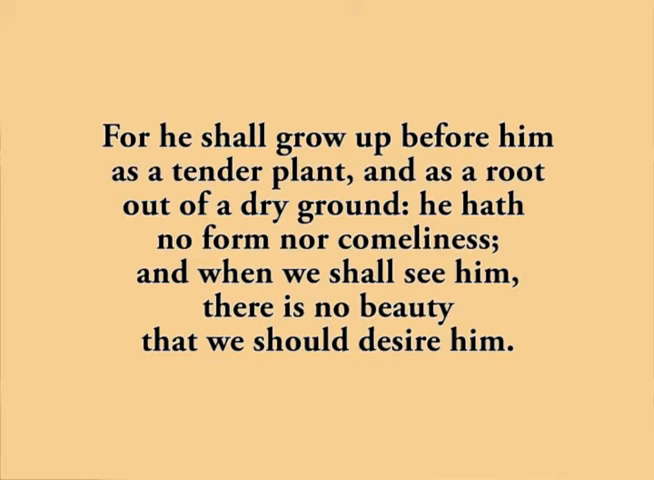 For he shall grow up before him
as a tender plant, and as a root
out of a dry ground: he hath
no form nor comeliness;
and when we shall see him,
there is no beauty
that we should desire him.